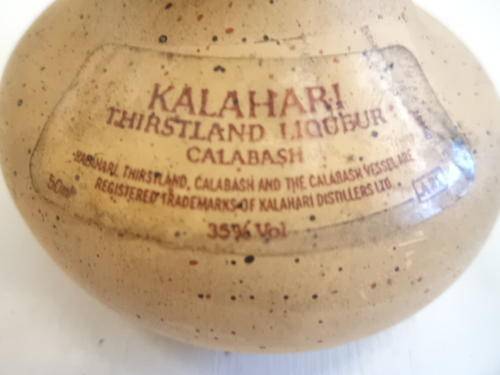 KALAHARI
THIRSTLAND LIQUEUR
CALABASH
KALAHARI, THIRSTLAND, CALABASH AND THE CALABASH VESSEL ARE
REGISTERED TRADEMARKS OF KALAHARI DISTILLERS LTD.
50ml
35% Vol